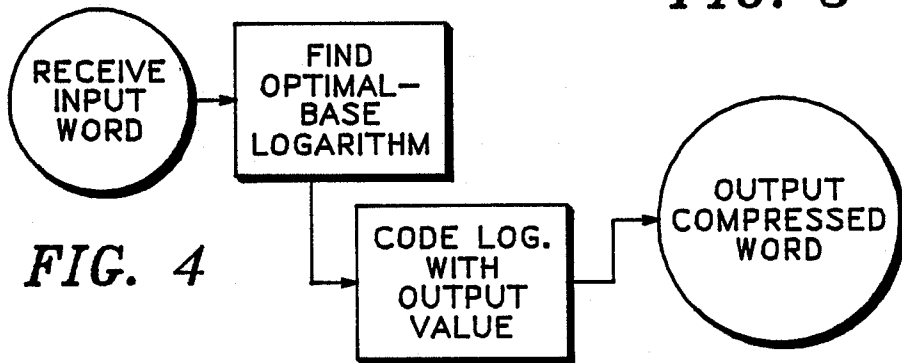 RECEIVE
INPUT
WORD
FIND
OPTIMAL-
BASE
LOGARITHM
CODE LOG.
WITH
OUTPUT
VALUE
OUTPUT
COMPRESSED
WORD
FIG. 4